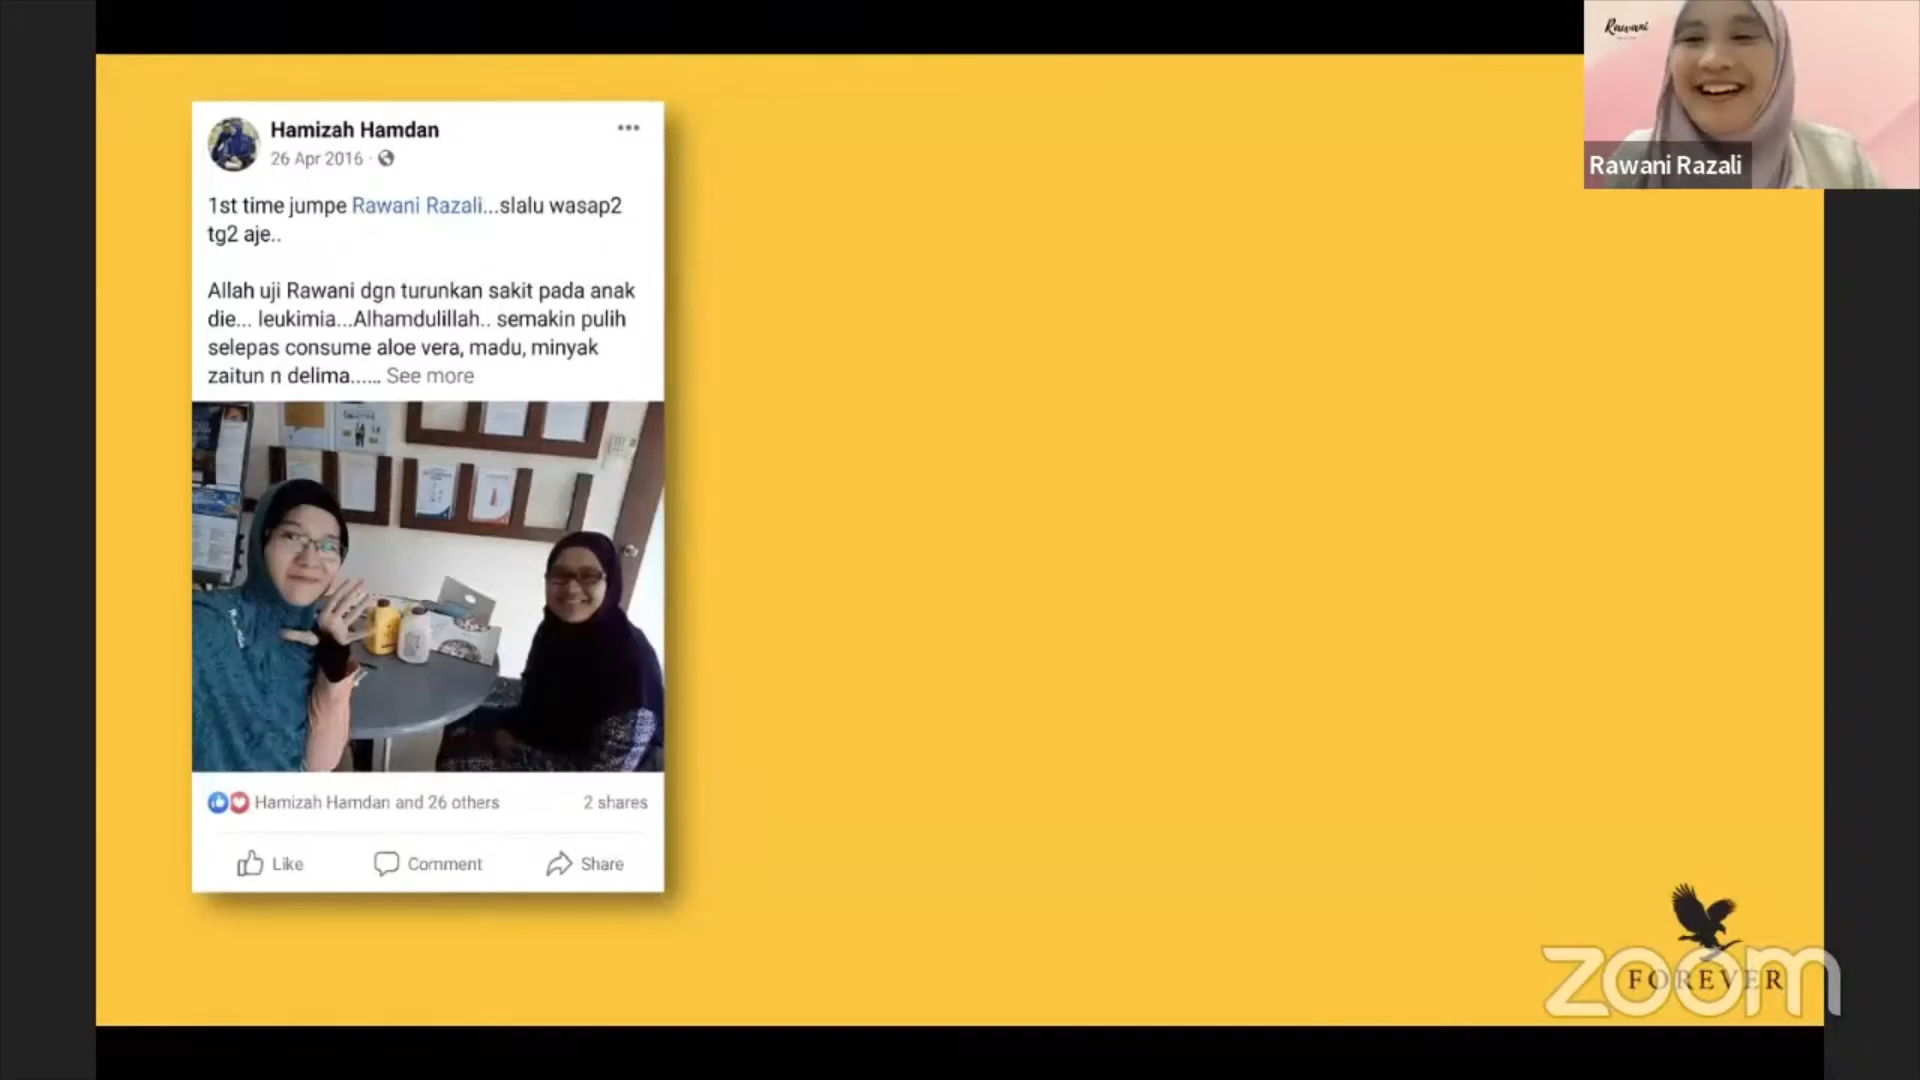 Rawani
Rawani Razali
Hamizah Hamdan
26 Apr 2016 ·
1st time jumpe Rawani Razali...slalu wasap2
tg2 aje..
Allah uji Rawani dgn turunkan sakit pada anak
die... leukimia...Alhamdulillah.. semakin pulih
selepas consume aloe vera, madu, minyak
zaitun n delima...... See more
Hamizah Hamdan and 26 others
2 shares
Like
Comment
Share
FOREVER
zoom